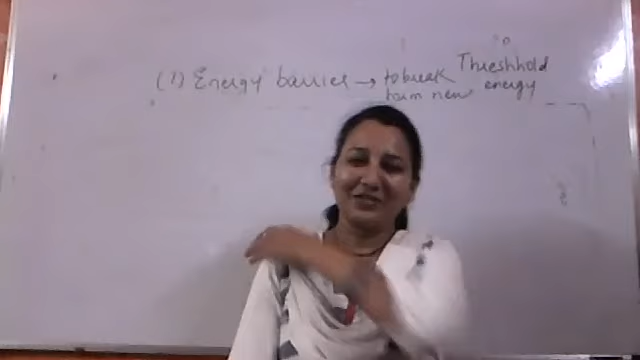 (1) Energy barrier → to break Threshhold
form new energy